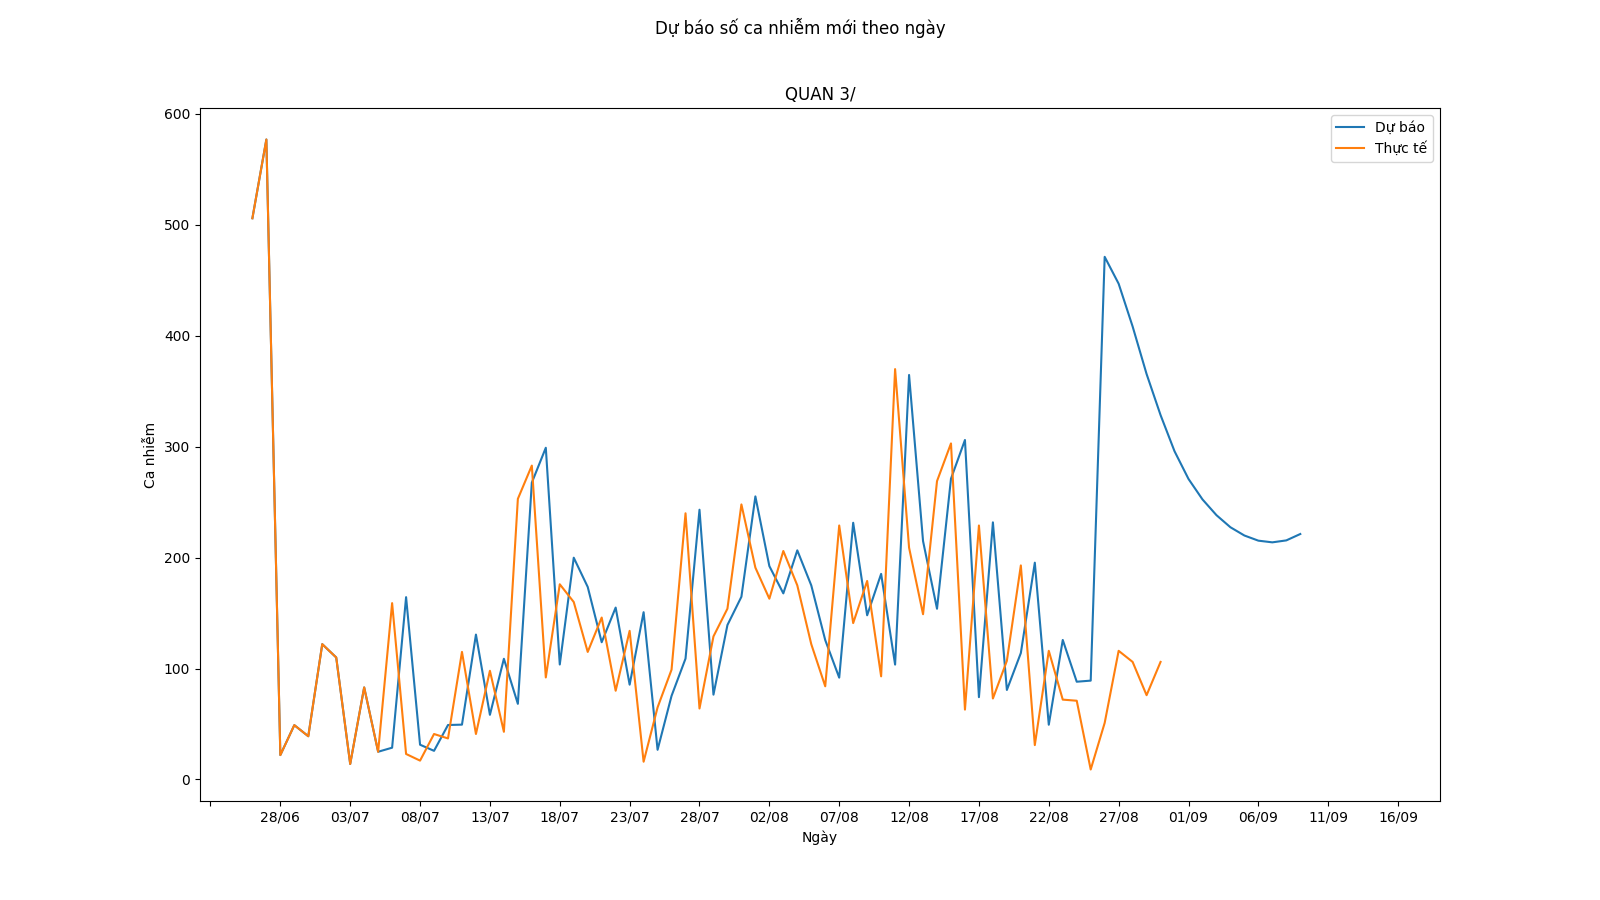 Dự báo số ca nhiễm mới theo ngày
QUAN 3/
Dự báo
Thực tế
600
500
400
300
200
100
0
Ca nhiễm
28/06 03/07 08/07 13/07 18/07 23/07 28/07 02/08 07/08 12/08 17/08 22/08 27/08 01/09 06/09 11/09 16/09
Ngày